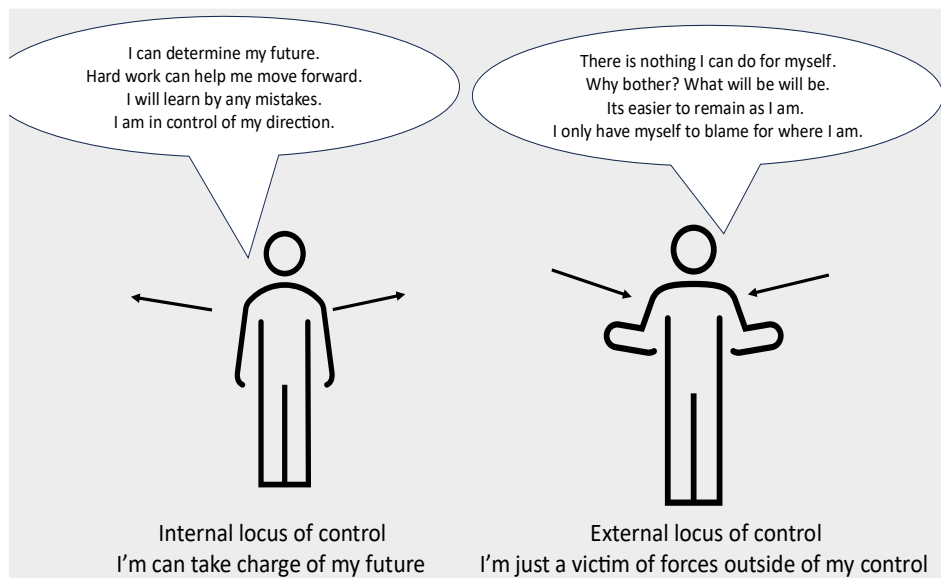 I can determine my future.
Hard work can help me move forward.
I will learn by any mistakes.
I am in control of my direction.
There is nothing I can do for myself.
Why bother? What will be will be.
Its easier to remain as I am.
I only have myself to blame for where I am.
Internal locus of control
I'm can take charge of my future
External locus of control
I'm just a victim of forces outside of my control